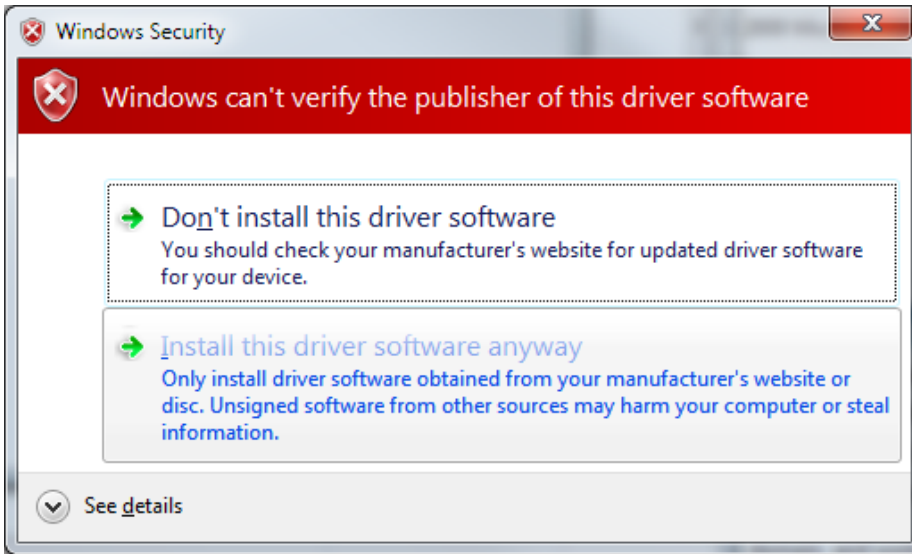 Windows Security
Windows can't verify the publisher of this driver software
Don't install this driver software
You should check your manufacturer's website for updated driver software
for your device.
Install this driver software anyway
Only install driver software obtained from your manufacturer's website or
disc. Unsigned software from other sources may harm your computer or steal
information.
See details